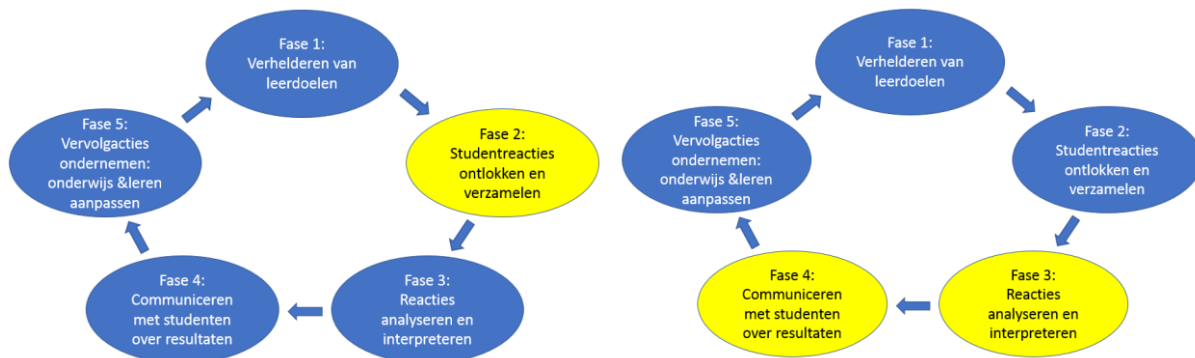 Fase 1:
Verhelderen van
leerdoelen
Fase 2:
Studentreacties
ontlokken en
verzamelen
Fase 3:
Reacties
analyseren en
interpreteren
Fase 4:
Communiceren
met studenten
over resultaten
Fase 5:
Vervolgacties
ondernemen:
onderwijs &leren
aanpassen
Fase 1:
Verhelderen van
leerdoelen
Fase 2:
Studentreacties
ontlokken en
verzamelen
Fase 3:
Reacties
analyseren en
interpreteren
Fase 4:
Communiceren
met studenten
over resultaten
Fase 5:
Vervolgacties
ondernemen:
onderwijs &leren
aanpassen